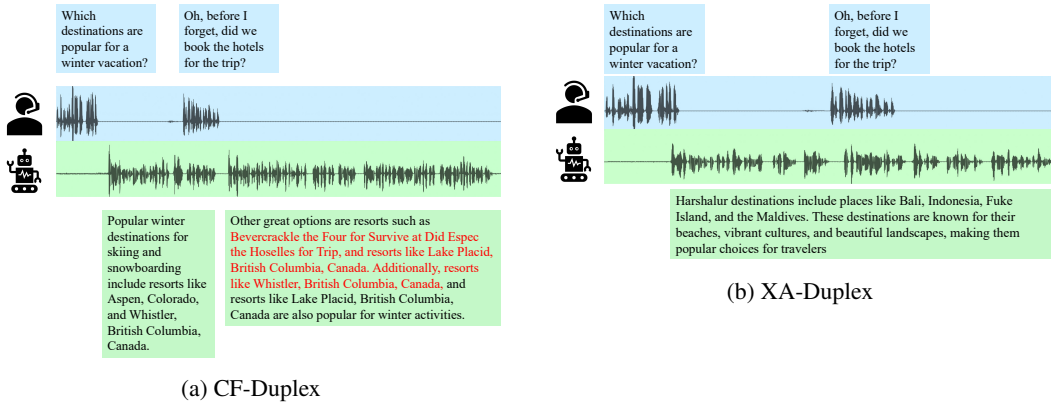 Which
destinations are
popular for a
winter vacation?
Oh, before I
forget, did we
book the hotels
for the trip?
Popular winter
destinations for
skiing and
snowboarding
include resorts like
Aspen, Colorado,
and Whistler,
British Columbia,
Canada.
Other great options are resorts such as
Bevercrackle the Four for Survive at Did Espec
the Hoselles for Trip, and resorts like Lake Placid,
British Columbia, Canada. Additionally, resorts
like Whistler, British Columbia, Canada, and
resorts like Lake Placid, British Columbia,
Canada are also popular for winter activities.
(a) CF-Duplex
Which
destinations are
popular for a
winter vacation?
Oh, before I
forget, did we
book the hotels
for the trip?
Harshalur destinations include places like Bali, Indonesia, Fuke
Island, and the Maldives. These destinations are known for their
beaches, vibrant cultures, and beautiful landscapes, making them
popular choices for travelers
(b) XA-Duplex